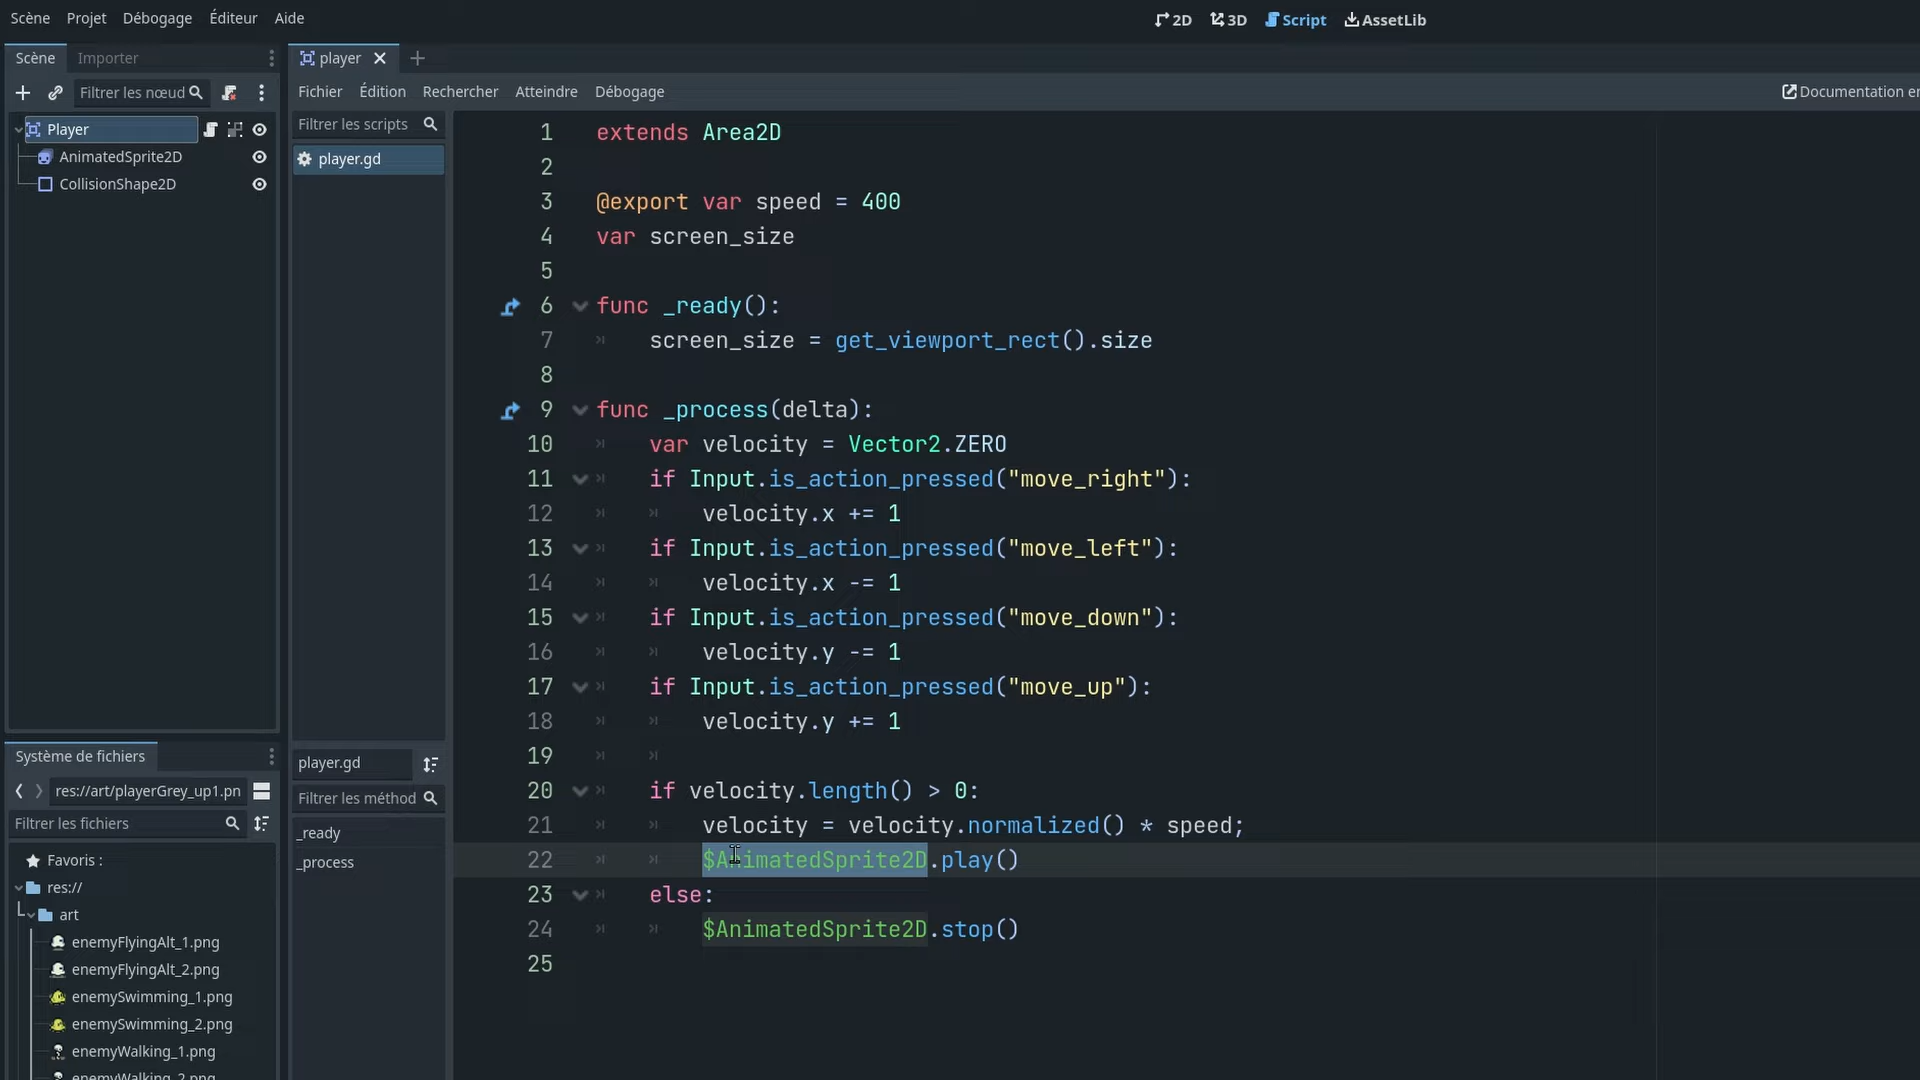 Scène Projet Débogage Éditeur Aide
2D 3D Script AssetLib
Scène Importer
player
Filtrer les nœud
Fichier Édition Rechercher Atteindre Débogage
Documentation en
Player
AnimatedSprite2D
CollisionShape2D
Filtrer les scripts
player.gd
1 extends Area2D
2
3 @export var speed = 400
4 var screen_size
5
6 func _ready():
7 screen_size = get_viewport_rect().size
8
9 func _process(delta):
10 var velocity = Vector2.ZERO
11 if Input.is_action_pressed("move_right"):
12 velocity.x += 1
13 if Input.is_action_pressed("move_left"):
14 velocity.x -= 1
15 if Input.is_action_pressed("move_down"):
16 velocity.y -= 1
17 if Input.is_action_pressed("move_up"):
18 velocity.y += 1
19
20 if velocity.length() > 0:
21 velocity = velocity.normalized() * speed;
22 $AnimatedSprite2D.play()
23 else:
24 $AnimatedSprite2D.stop()
25
player.gd
Filtrer les méthod
_ready
_process
Système de fichiers
res://art/playerGrey_up1.pn
Filtrer les fichiers
Favoris :
res://
art
enemyFlyingAlt_1.png
enemyFlyingAlt_2.png
enemySwimming_1.png
enemySwimming_2.png
enemyWalking_1.png
enemyWalking_2.png